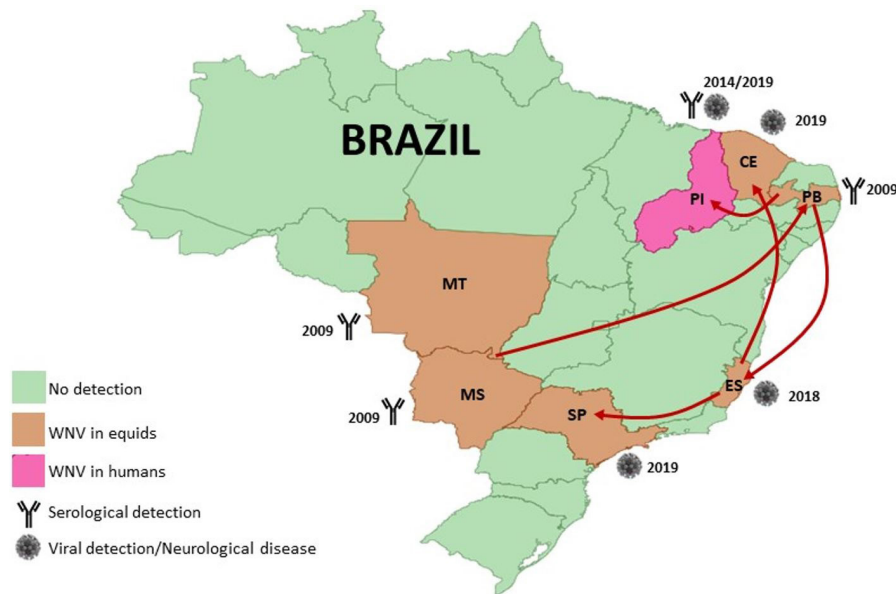 2014/2019
2019
BRAZIL
CE
PI
PB
2009
MT
2009
MS
2009
SP
ES
2018
2019
No detection
WNV in equids
WNV in humans
Serological detection
Viral detection/Neurological disease